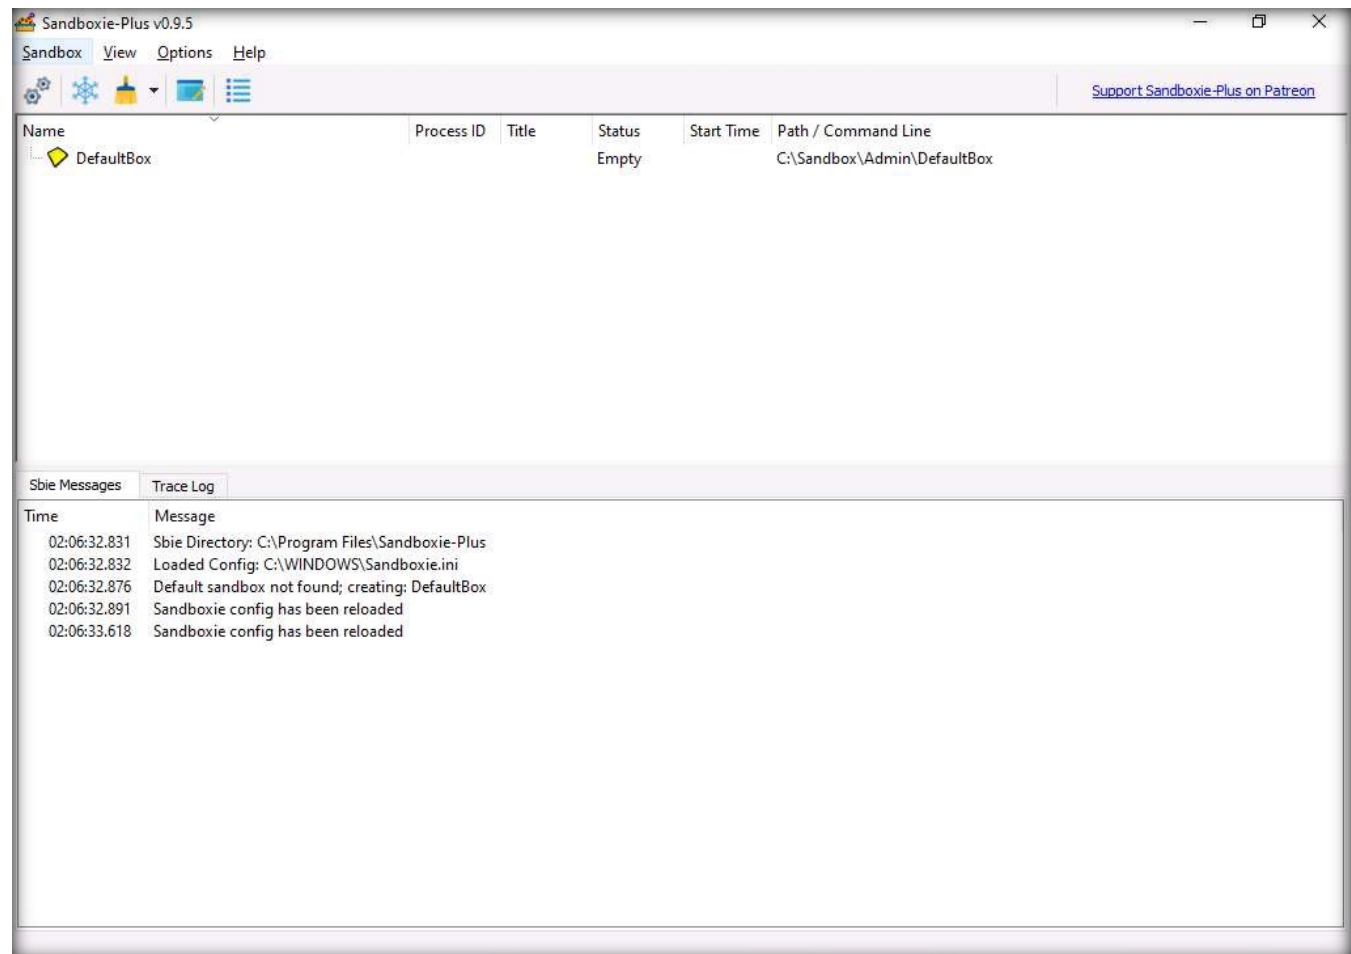 Sandboxie-Plus v0.9.5
Sandbox View Options Help
Support Sandboxie-Plus on Patreon
Name Process ID Title Status Start Time Path / Command Line
DefaultBox Empty C:\Sandbox\Admin\DefaultBox
Sbie Messages Trace Log
Time Message
02:06:32.831 Sbie Directory: C:\Program Files\Sandboxie-Plus
02:06:32.832 Loaded Config: C:\WINDOWS\Sandboxie.ini
02:06:32.876 Default sandbox not found; creating: DefaultBox
02:06:32.891 Sandboxie config has been reloaded
02:06:33.618 Sandboxie config has been reloaded